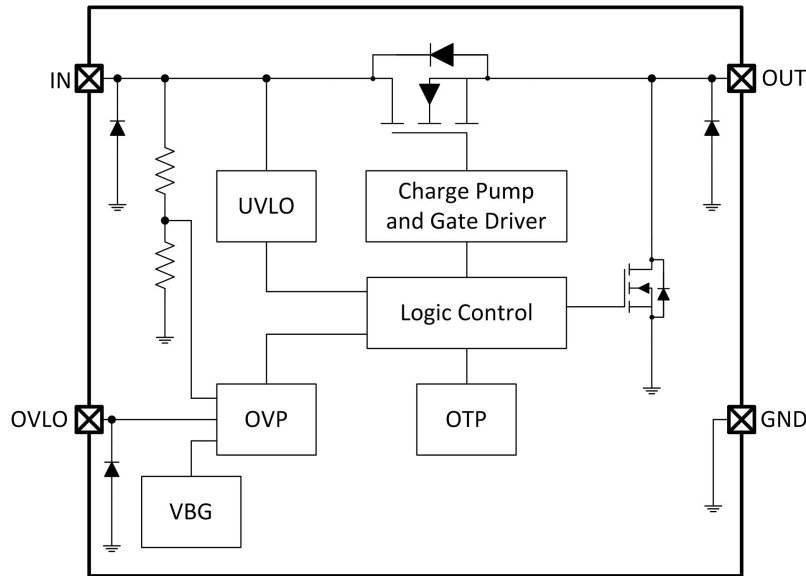 IN
OUT
UVLO
Charge Pump
and Gate Driver
Logic Control
OVLO
OVP
OTP
GND
VBG